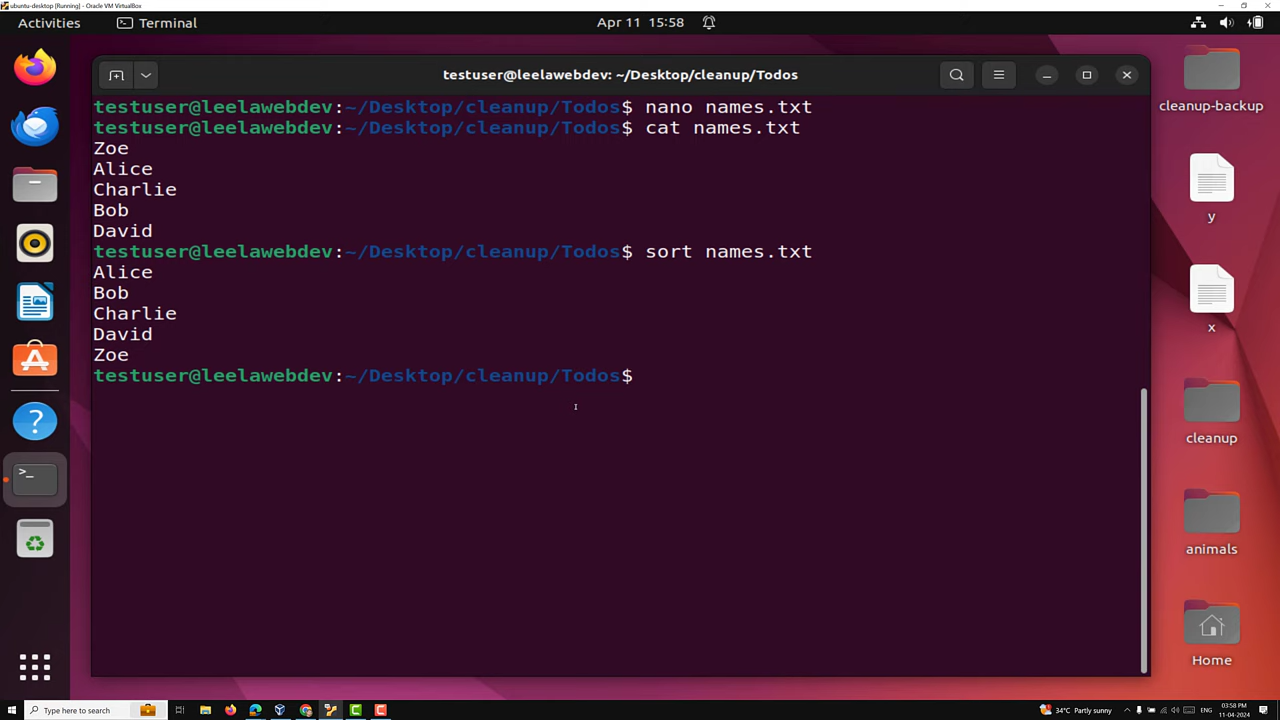 ubuntu-desktop [Running] - Oracle VM VirtualBox
Activities
Terminal
Apr 11 15:58
testuser@leelawebdev: ~/Desktop/cleanup/Todos
testuser@leelawebdev:~/Desktop/cleanup/Todos$ nano names.txt
testuser@leelawebdev:~/Desktop/cleanup/Todos$ cat names.txt
Zoe
Alice
Charlie
Bob
David
testuser@leelawebdev:~/Desktop/cleanup/Todos$ sort names.txt
Alice
Bob
Charlie
David
Zoe
testuser@leelawebdev:~/Desktop/cleanup/Todos$
cleanup-backup
y
x
cleanup
animals
Home
Type here to search
34°C Partly sunny
ENG
03:58 PM
11-04-2024